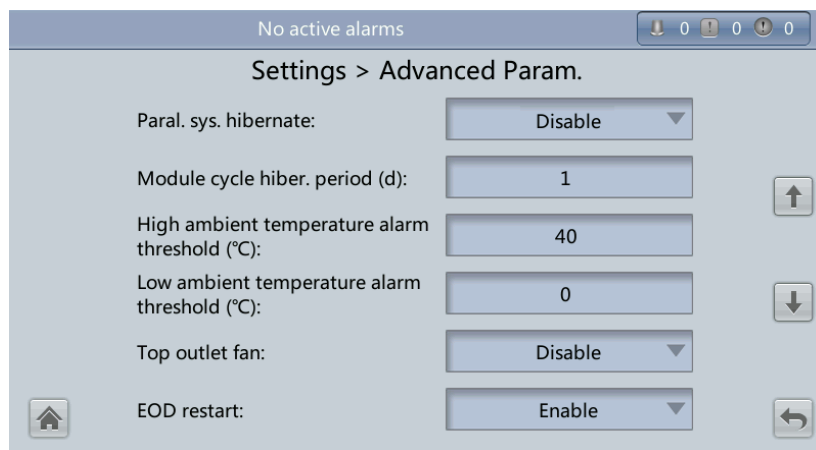 No active alarms 0 0 0
Settings > Advanced Param.
Paral. sys. hibernate: Disable
Module cycle hiber. period (d): 1
High ambient temperature alarm
threshold (℃): 40
Low ambient temperature alarm
threshold (℃): 0
Top outlet fan: Disable
EOD restart: Enable